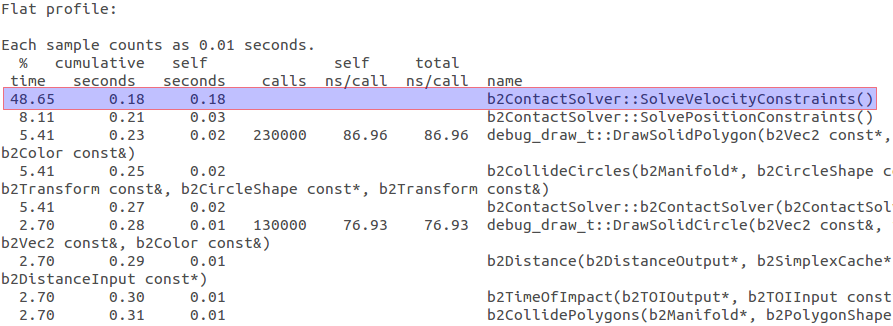 Flat profile:
Each sample counts as 0.01 seconds.
% cumulative self self total
time seconds seconds calls ns/call ns/call name
48.65 0.18 0.18 b2ContactSolver::SolveVelocityConstraints()
8.11 0.21 0.03 b2ContactSolver::SolvePositionConstraints()
5.41 0.23 0.02 230000 86.96 86.96 debug_draw_t::DrawSolidPolygon(b2Vec2 const*,
b2Color const&)
5.41 0.25 0.02 b2CollideCircles(b2Manifold*, b2CircleShape c
b2Transform const&, b2CircleShape const*, b2Transform const&)
5.41 0.27 0.02 b2ContactSolver::b2ContactSolver(b2ContactSol
2.70 0.28 0.01 130000 76.93 76.93 debug_draw_t::DrawSolidCircle(b2Vec2 const&,
b2Vec2 const&, b2Color const&)
2.70 0.29 0.01 b2Distance(b2DistanceOutput*, b2SimplexCache*
b2DistanceInput const*)
2.70 0.30 0.01 b2TimeOfImpact(b2TOIOutput*, b2TOIInput const
2.70 0.31 0.01 b2CollidePolygons(b2Manifold*, b2PolygonShape